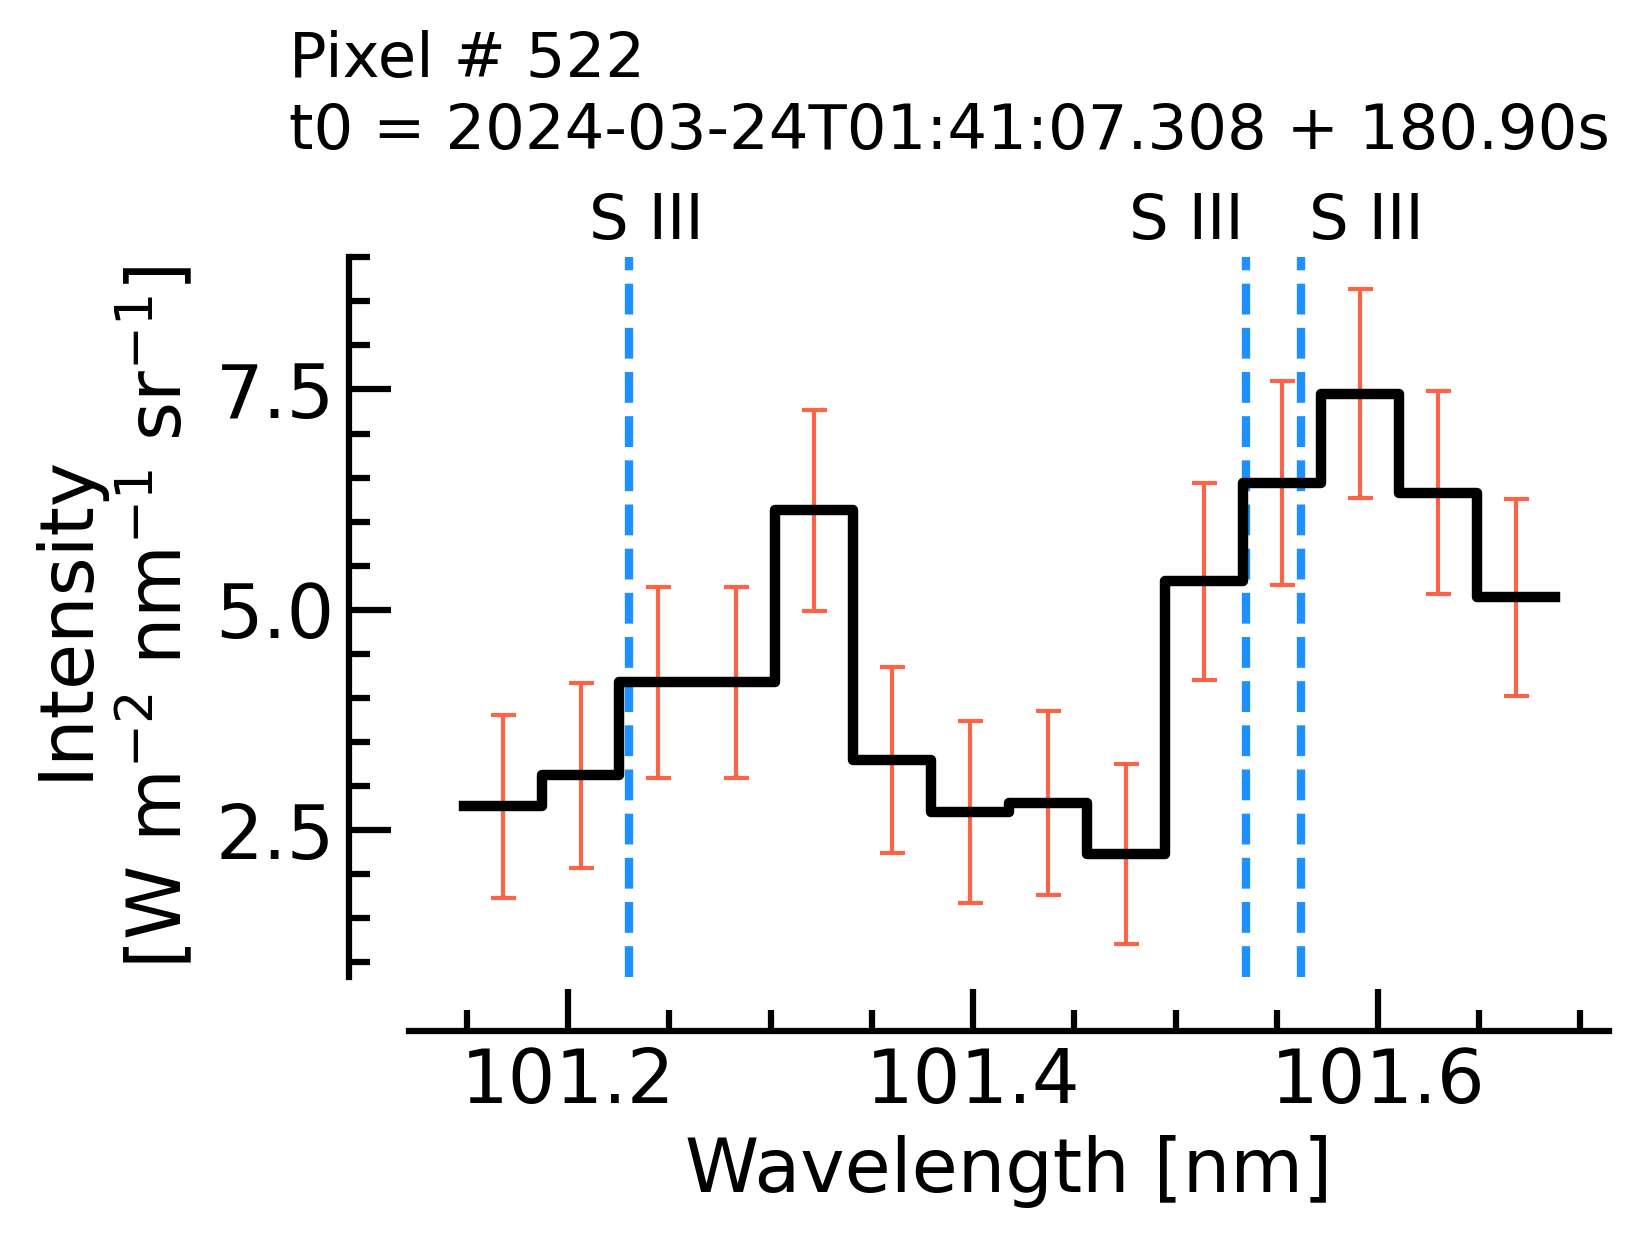 Pixel # 522
t0 = 2024-03-24T01:41:07.308 + 180.90s
S III S III S III
Intensity
[W m⁻² nm⁻¹ sr⁻¹]
7.5
5.0
2.5
101.2 101.4 101.6
Wavelength [nm]